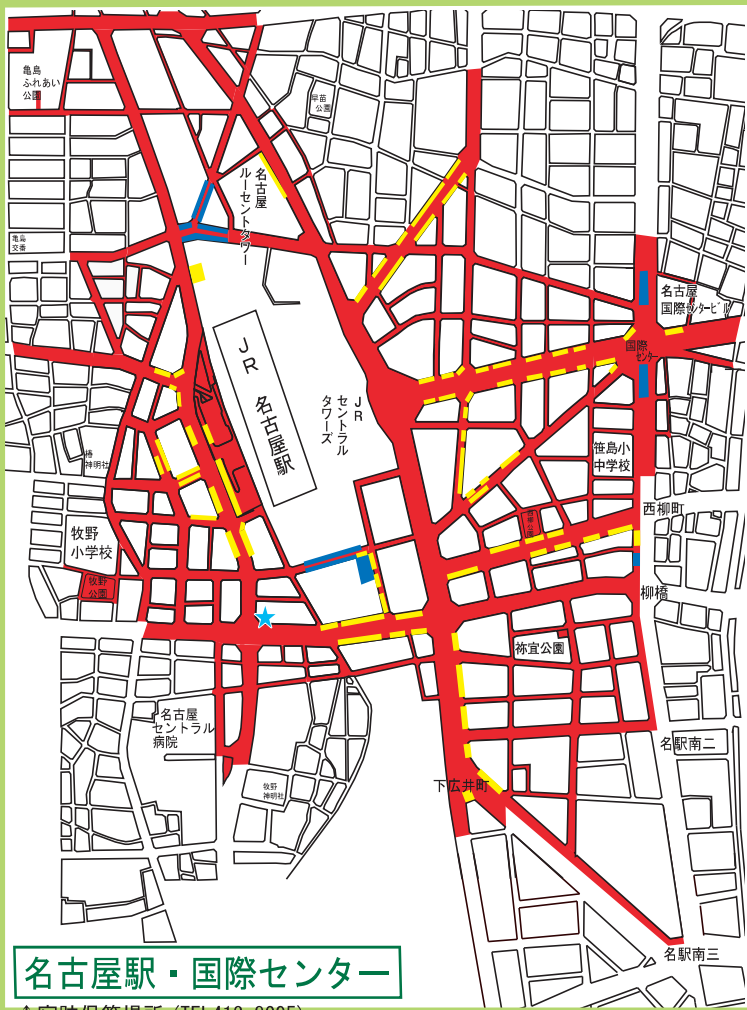 亀島
ふれあい
公園
早苗
公園
名古屋
ルーセントタワー
亀島
交番
名古屋
国際センタービル
国際
センター
JR 名古屋駅
JR
セントラル
タワーズ
椿
神明社
笹島小
中学校
西柳公園
西柳町
牧野
小学校
牧野
公園
柳橋
祢宜公園
名古屋
セントラル
病院
名駅南二
牧野
神明社
下広井町
名駅南三
名古屋駅・国際センター